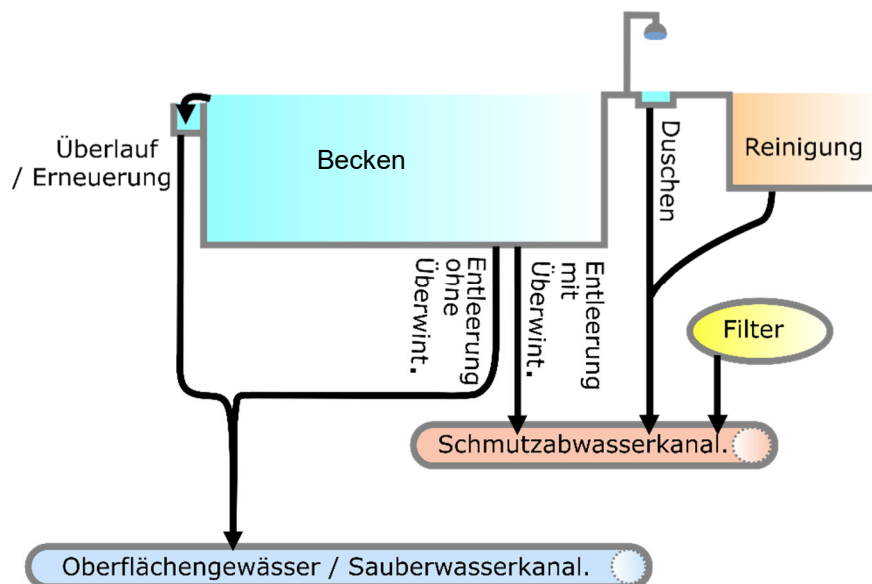 Überlauf
/ Erneuerung
Becken
Duschen
Reinigung
Entleerung
ohne
Überwint.
Entleerung
mit
Überwint.
Filter
Schmutzabwasserkanal.
Oberflächengewässer / Sauberwasserkanal.